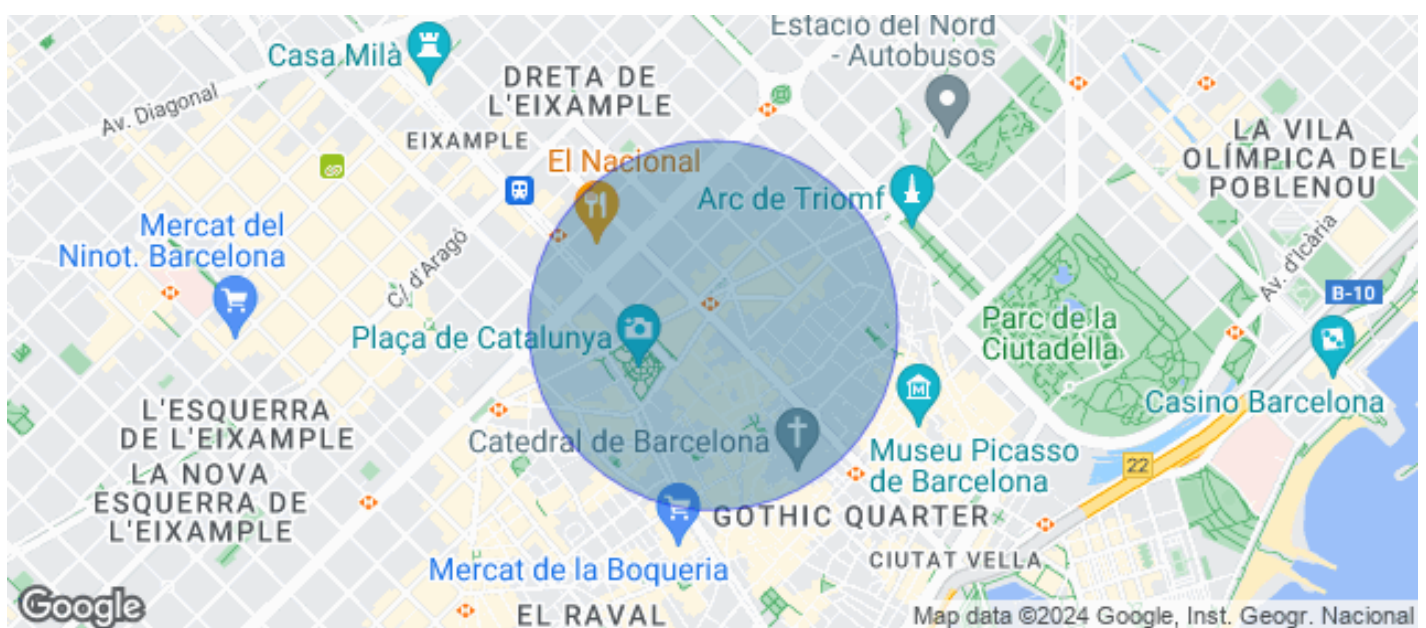 Estació del Nord
- Autobusos
Casa Milà
DRETA DE
L'EIXAMPLE
Av. Diagonal
EIXAMPLE
LA VILA
OLÍMPICA DEL
POBLENOU
El Nacional
Arc de Triomf
Mercat del
Ninot. Barcelona
C/ d'Aragó
Av. d'Icària
B-10
Plaça de Catalunya
Parc de la
Ciutadella
L'ESQUERRA
DE L'EIXAMPLE
Casino Barcelona
Catedral de Barcelona
M
Museu Picasso
de Barcelona
22
LA NOVA
ESQUERRA DE
L'EIXAMPLE
GOTHIC QUARTER
CIUTAT VELLA
Mercat de la Boqueria
EL RAVAL
Google
Map data ©2024 Google, Inst. Geogr. Nacional